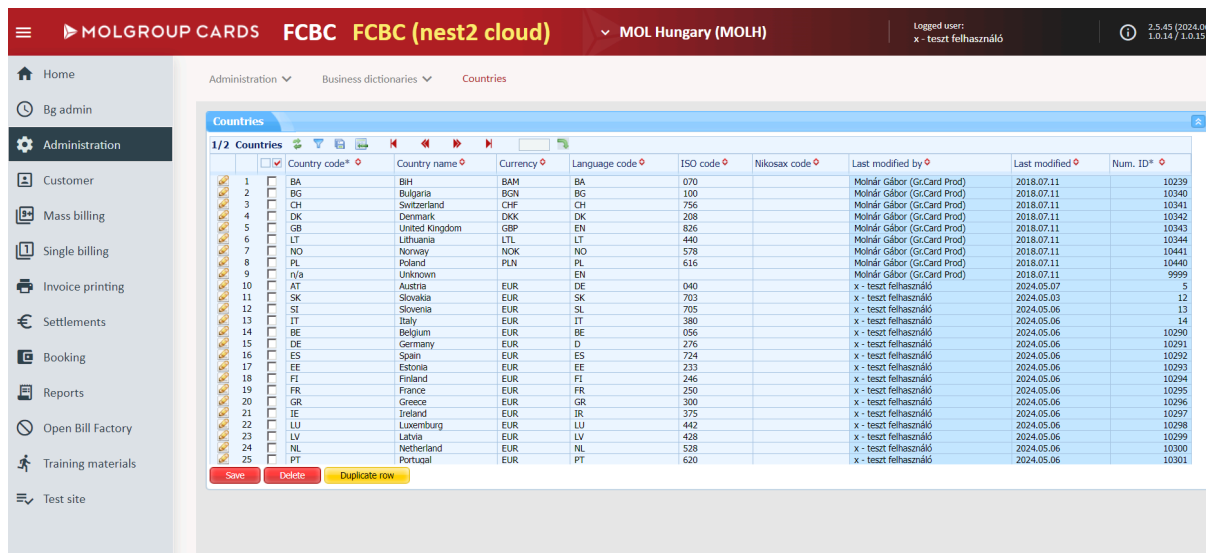 MOLGROUP CARDS FCBC FCBC (nest2 cloud) MOL Hungary (MOLH) Logged user: 2.5.45 (2024.0
x - teszt felhasználó 1.0.14 / 1.0.15
Home
Bg admin
Administration
Customer
Mass billing
Single billing
Invoice printing
Settlements
Booking
Reports
Open Bill Factory
Training materials
Test site
Administration Business dictionaries Countries
Countries
1/2 Countries
Country code* Country name Currency Language code ISO code Nikosax code Last modified by Last modified Num. ID*
1 BA BiH BAM BA 070 Molnár Gábor (Gr.Card Prod) 2018.07.11 10239
2 BG Bulgaria BGN BG 100 Molnár Gábor (Gr.Card Prod) 2018.07.11 10340
3 CH Switzerland CHF CH 756 Molnár Gábor (Gr.Card Prod) 2018.07.11 10341
4 DK Denmark DKK DK 208 Molnár Gábor (Gr.Card Prod) 2018.07.11 10342
5 GB United Kingdom GBP EN 826 Molnár Gábor (Gr.Card Prod) 2018.07.11 10343
6 LT Lithuania LTL LT 440 Molnár Gábor (Gr.Card Prod) 2018.07.11 10344
7 NO Norway NOK NO 578 Molnár Gábor (Gr.Card Prod) 2018.07.11 10441
8 PL Poland PLN PL 616 Molnár Gábor (Gr.Card Prod) 2018.07.11 10440
9 n/a Unknown EN Molnár Gábor (Gr.Card Prod) 2018.07.11 9999
10 AT Austria EUR DE 040 x - teszt felhasználó 2024.05.07 5
11 SK Slovakia EUR SK 703 x - teszt felhasználó 2024.05.03 12
12 SI Slovenia EUR SL 705 x - teszt felhasználó 2024.05.06 13
13 IT Italy EUR IT 380 x - teszt felhasználó 2024.05.06 14
14 BE Belgium EUR BE 056 x - teszt felhasználó 2024.05.06 10290
15 DE Germany EUR D 276 x - teszt felhasználó 2024.05.06 10291
16 ES Spain EUR ES 724 x - teszt felhasználó 2024.05.06 10292
17 EE Estonia EUR EE 233 x - teszt felhasználó 2024.05.06 10293
18 FI Finland EUR FI 246 x - teszt felhasználó 2024.05.06 10294
19 FR France EUR FR 250 x - teszt felhasználó 2024.05.06 10295
20 GR Greece EUR GR 300 x - teszt felhasználó 2024.05.06 10296
21 IE Ireland EUR IR 375 x - teszt felhasználó 2024.05.06 10297
22 LU Luxemburg EUR LU 442 x - teszt felhasználó 2024.05.06 10298
23 LV Latvia EUR LV 428 x - teszt felhasználó 2024.05.06 10299
24 NL Netherland EUR NL 528 x - teszt felhasználó 2024.05.06 10300
25 PT Portugal EUR PT 620 x - teszt felhasználó 2024.05.06 10301
Save Delete Duplicate row